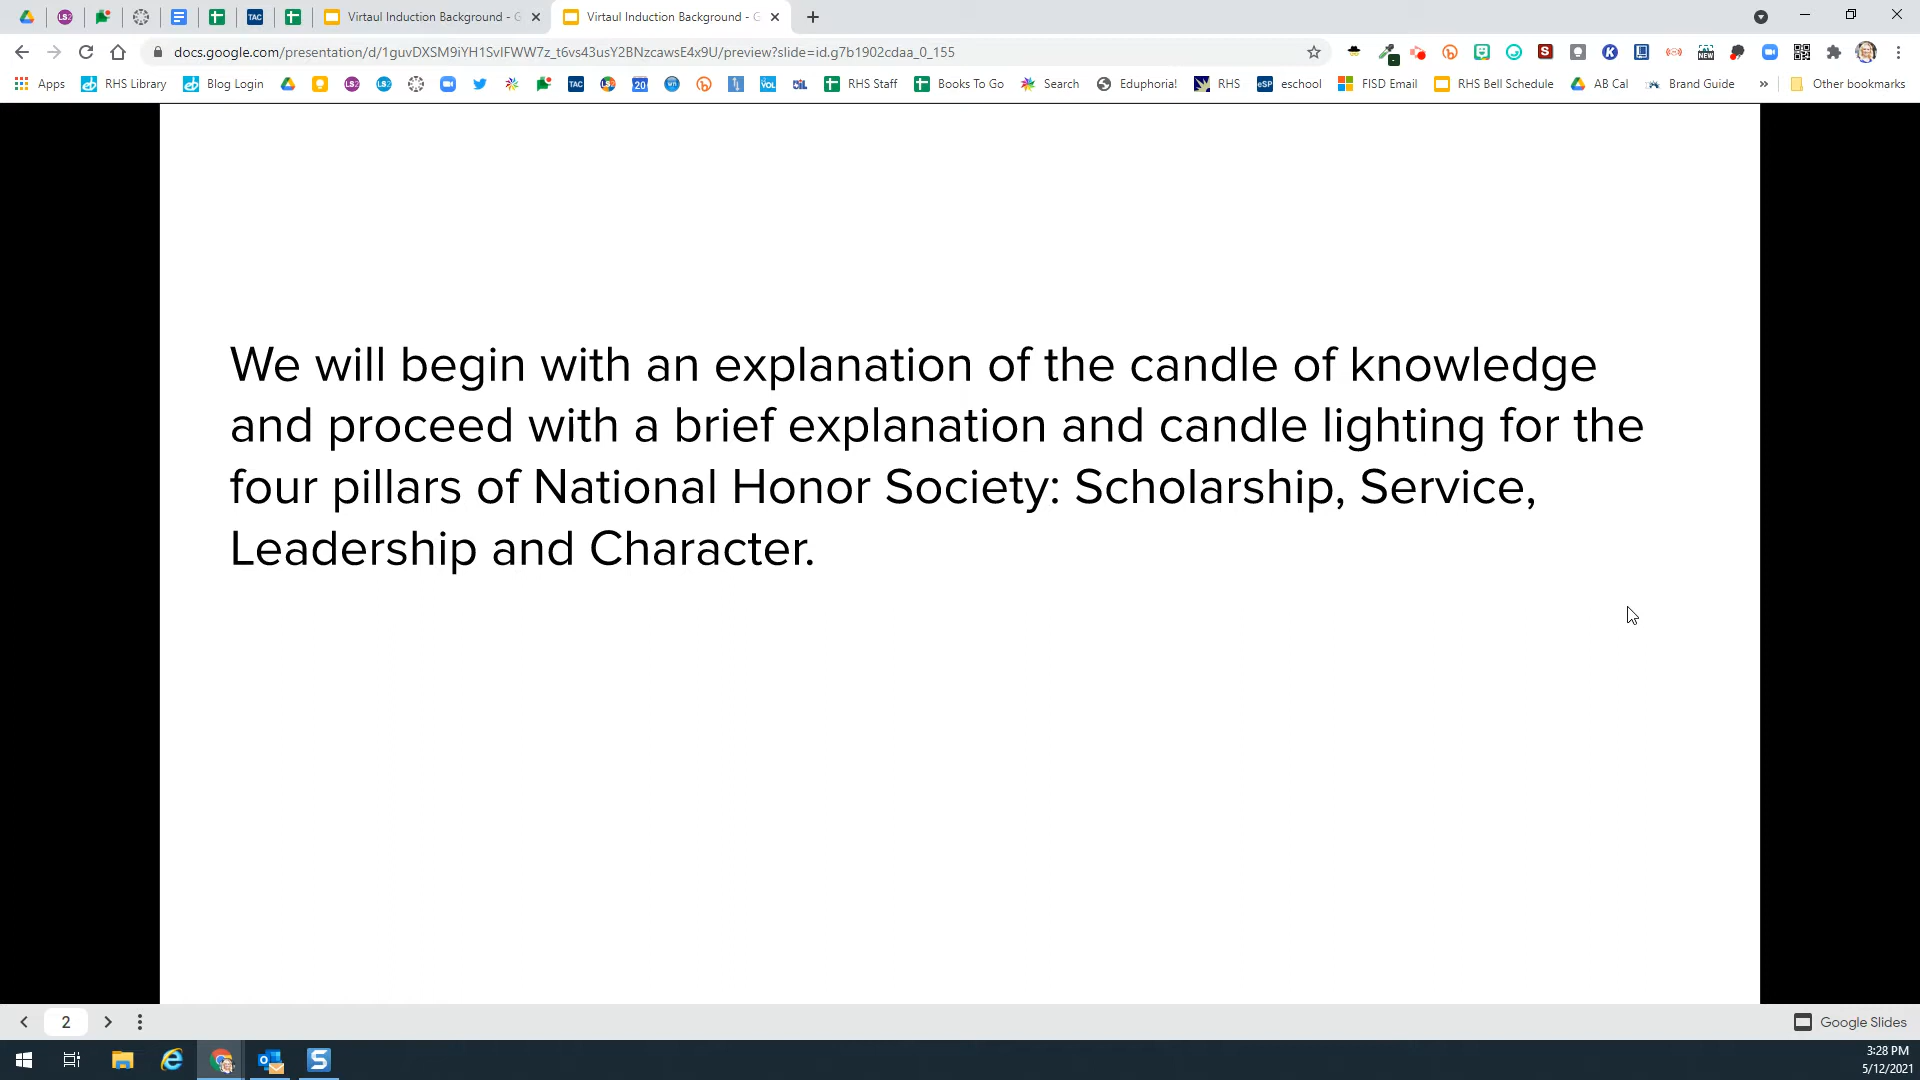 Virtaul Induction Background - G
Virtaul Induction Background - G
docs.google.com/presentation/d/1guvDXSM9iYH1SvIFWW7z_t6vs43usY2BNzcawsE4x9U/preview?slide=id.g7b1902cdaa_0_155
Apps RHS Library Blog Login RHS Staff Books To Go Search Eduphoria! RHS eschool FISD Email RHS Bell Schedule AB Cal Brand Guide » Other bookmarks
We will begin with an explanation of the candle of knowledge
and proceed with a brief explanation and candle lighting for the
four pillars of National Honor Society: Scholarship, Service,
Leadership and Character.
2
Google Slides
3:28 PM
5/12/2021